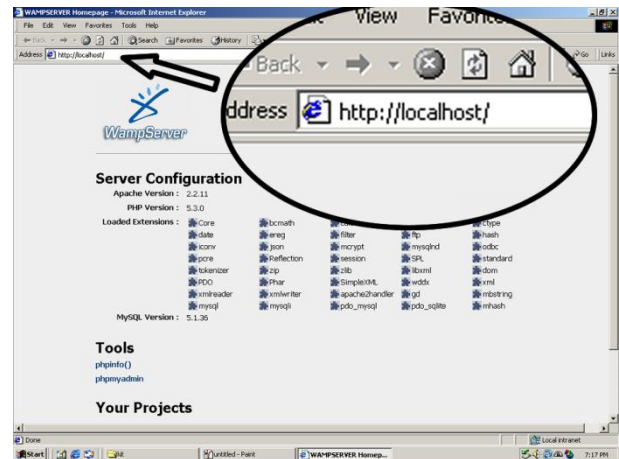 WAMPSERVER Homepage - Microsoft Internet Explorer
File Edit View Favorites Tools Help
Back Search Favorites History
Address http://localhost/ Go Links
View Favorit
Back
ddress http://localhost/
WampServer
Server Configuration
Apache Version : 2.2.11
PHP Version : 5.3.0
Loaded Extensions : Core bcmath ctype
date ereg filter ftp hash
iconv json mcrypt mysqlnd odbc
pcre Reflection session SPL standard
tokenizer zip zlib libxml dom
PDO Phar SimpleXML wddx xml
xmlreader xmlwriter apache2handler gd mbstring
mysql mysqli pdo_mysql pdo_sqlite mhash
MySQL Version : 5.1.36
Tools
phpinfo()
phpmyadmin
Your Projects
Done Local intranet
Start untitled - Paint WAMPSERVER Homep... 7:17 PM